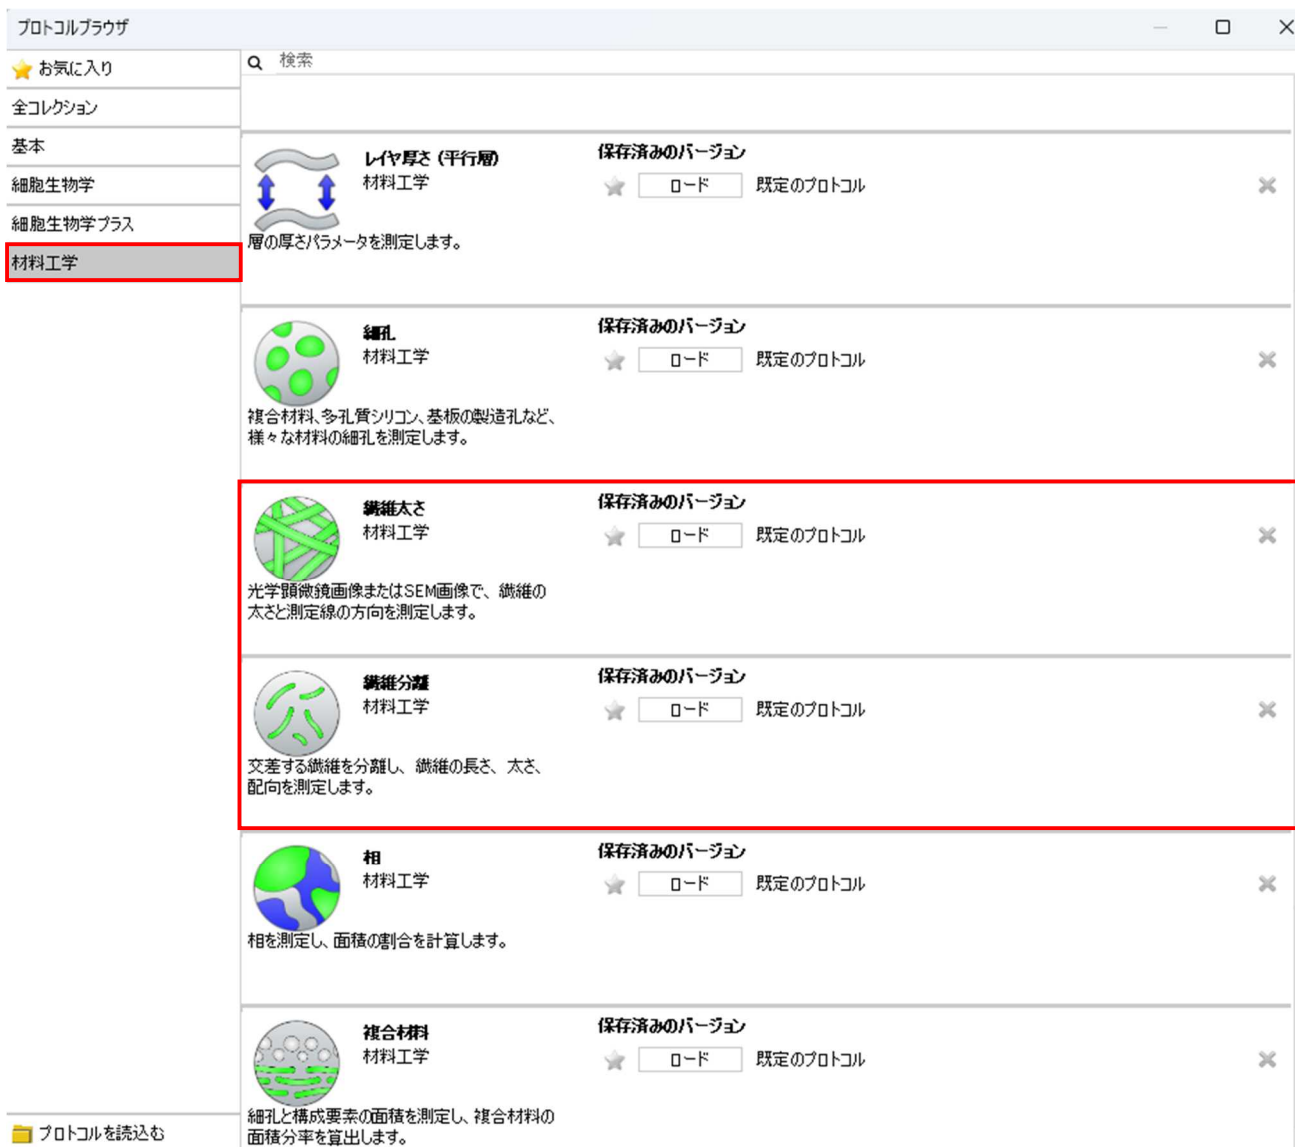 プロトコルブラウザ
お気に入り
全コレクション
基本
細胞生物学
細胞生物学プラス
材料工学
プロトコルを読込む
検索
レイヤ厚さ (平行層)
材料工学
保存済みのバージョン
ロード
既定のプロトコル
層の厚さパラメータを測定します。
細孔
材料工学
保存済みのバージョン
ロード
既定のプロトコル
複合材料、多孔質シリコン、基板の製造孔など、
様々な材料の細孔を測定します。
繊維太さ
材料工学
保存済みのバージョン
ロード
既定のプロトコル
光学顕微鏡画像またはSEM画像で、繊維の
太さと測定線の方向を測定します。
繊維分離
材料工学
保存済みのバージョン
ロード
既定のプロトコル
交差する繊維を分離し、繊維の長さ、太さ、
配向を測定します。
相
材料工学
保存済みのバージョン
ロード
既定のプロトコル
相を測定し、面積の割合を計算します。
複合材料
材料工学
保存済みのバージョン
ロード
既定のプロトコル
細孔と構成要素の面積を測定し、複合材料の
面積分率を算出します。